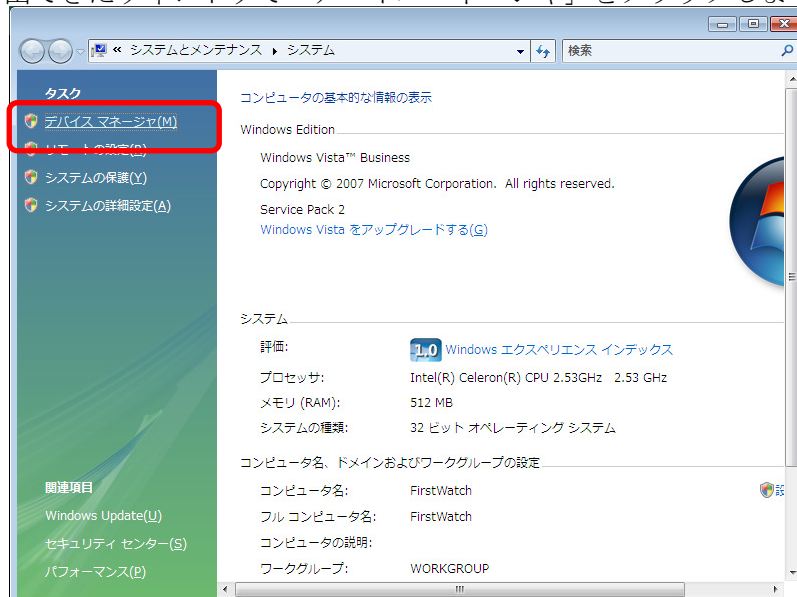 « システムとメンテナンス ▸ システム
検索
タスク
デバイス マネージャ(M)
リモートの設定(R)
システムの保護(Y)
システムの詳細設定(A)
コンピュータの基本的な情報の表示
Windows Edition
Windows Vista™ Business
Copyright © 2007 Microsoft Corporation. All rights reserved.
Service Pack 2
Windows Vista をアップグレードする(G)
システム
評価:
1.0 Windows エクスペリエンス インデックス
プロセッサ: Intel(R) Celeron(R) CPU 2.53GHz 2.53 GHz
メモリ (RAM): 512 MB
システムの種類: 32 ビット オペレーティング システム
コンピュータ名、ドメインおよびワークグループの設定
コンピュータ名: FirstWatch
設
フル コンピュータ名: FirstWatch
コンピュータの説明:
ワークグループ: WORKGROUP
関連項目
Windows Update(U)
セキュリティ センター(S)
パフォーマンス(P)